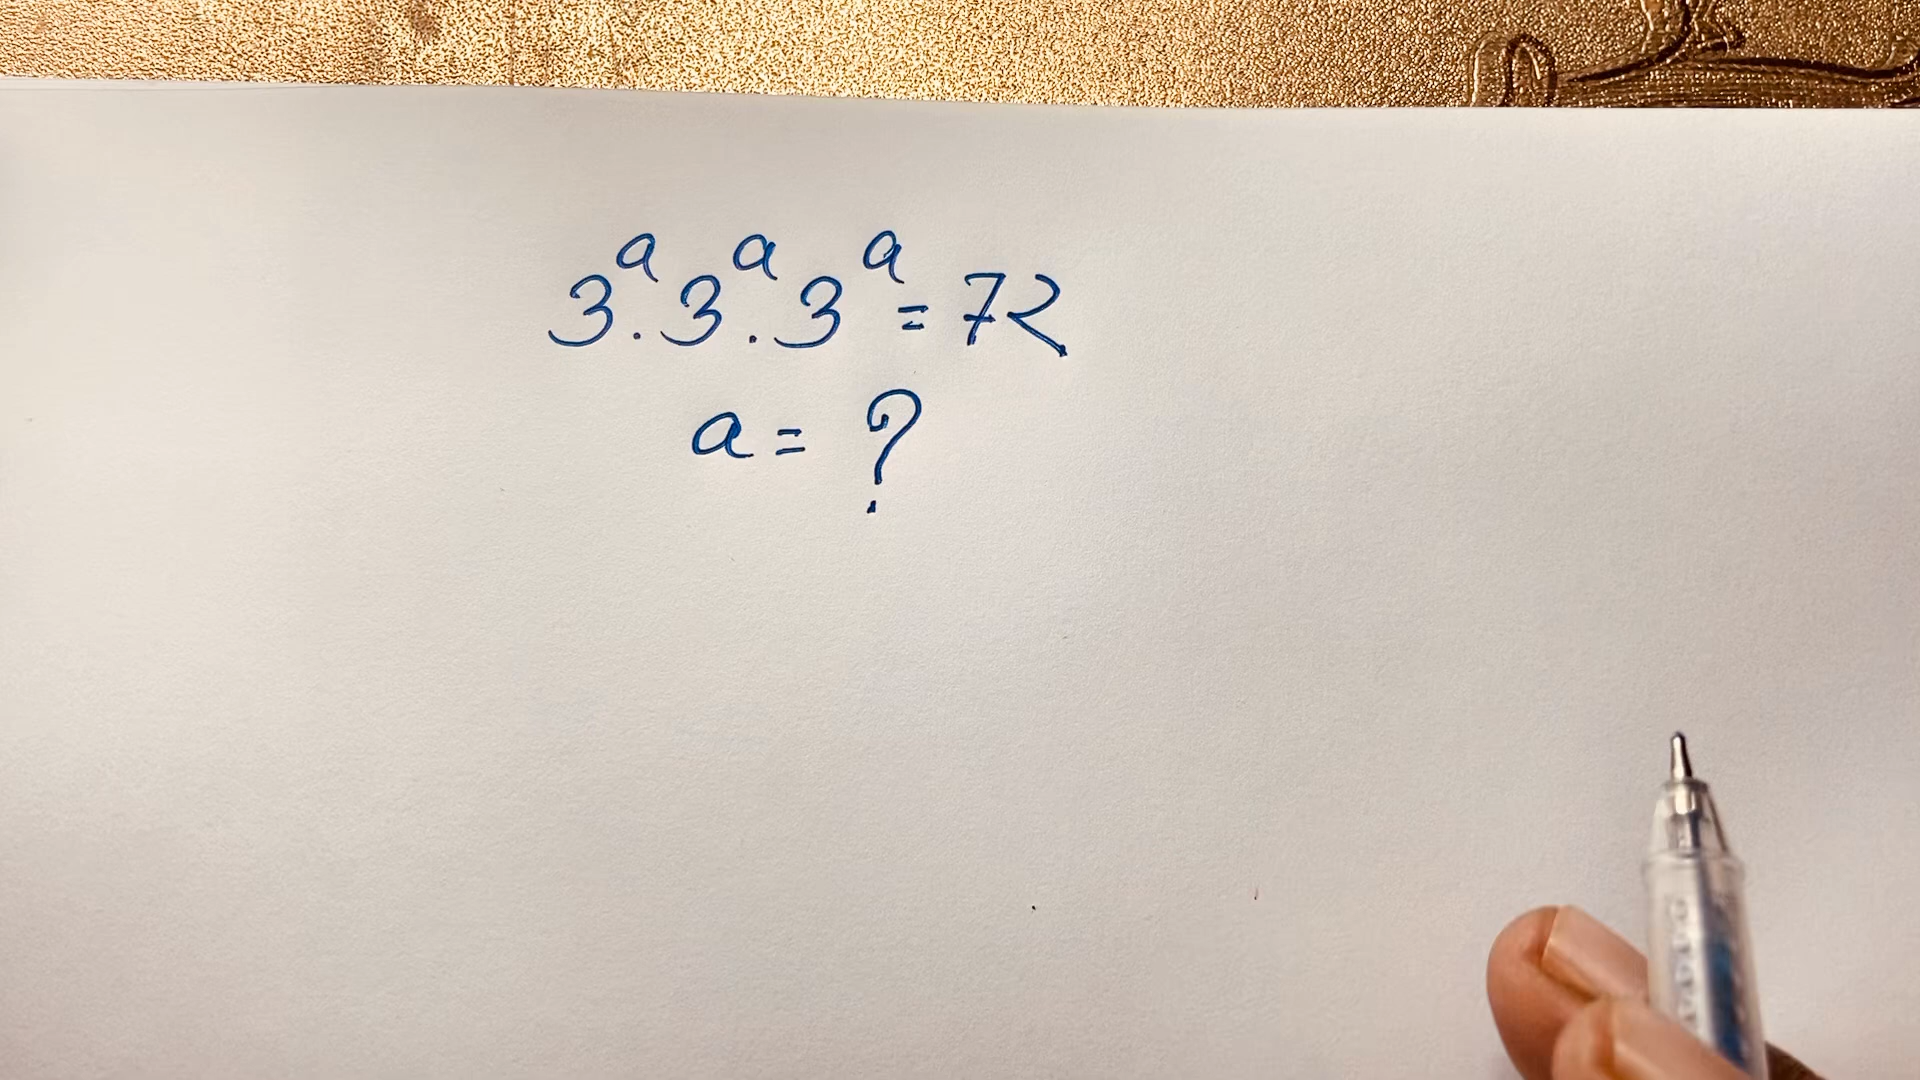 3^a . 3^a . 3^a = 72
a = ?